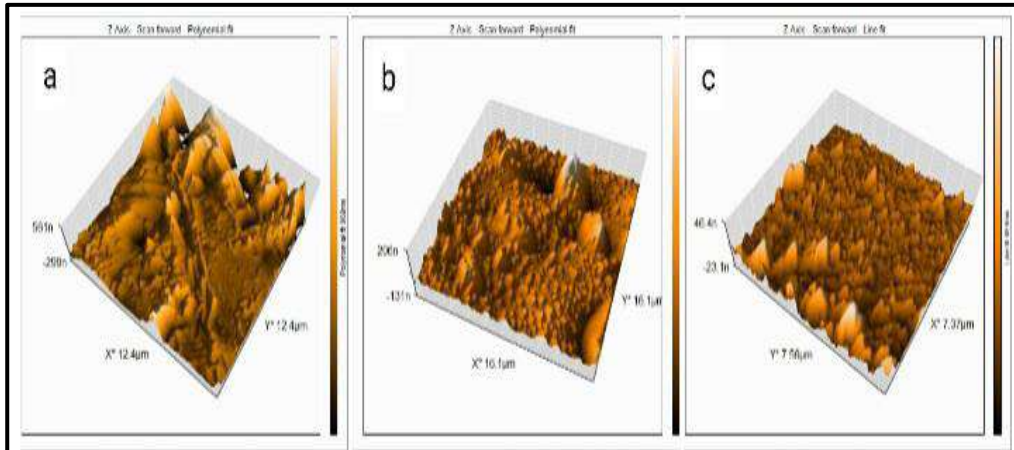 Z Axis Scan forward Polynomial fit
a
561n
-299n
X* 12.4µm
Y* 12.4µm
Z Axis Scan forward Polynomial fit
b
206n
-131n
X* 16.1µm
Y* 16.1µm
Z Axis Scan forward Line fit
c
46.4n
-23.1n
Y* 7.56µm
X* 7.37µm